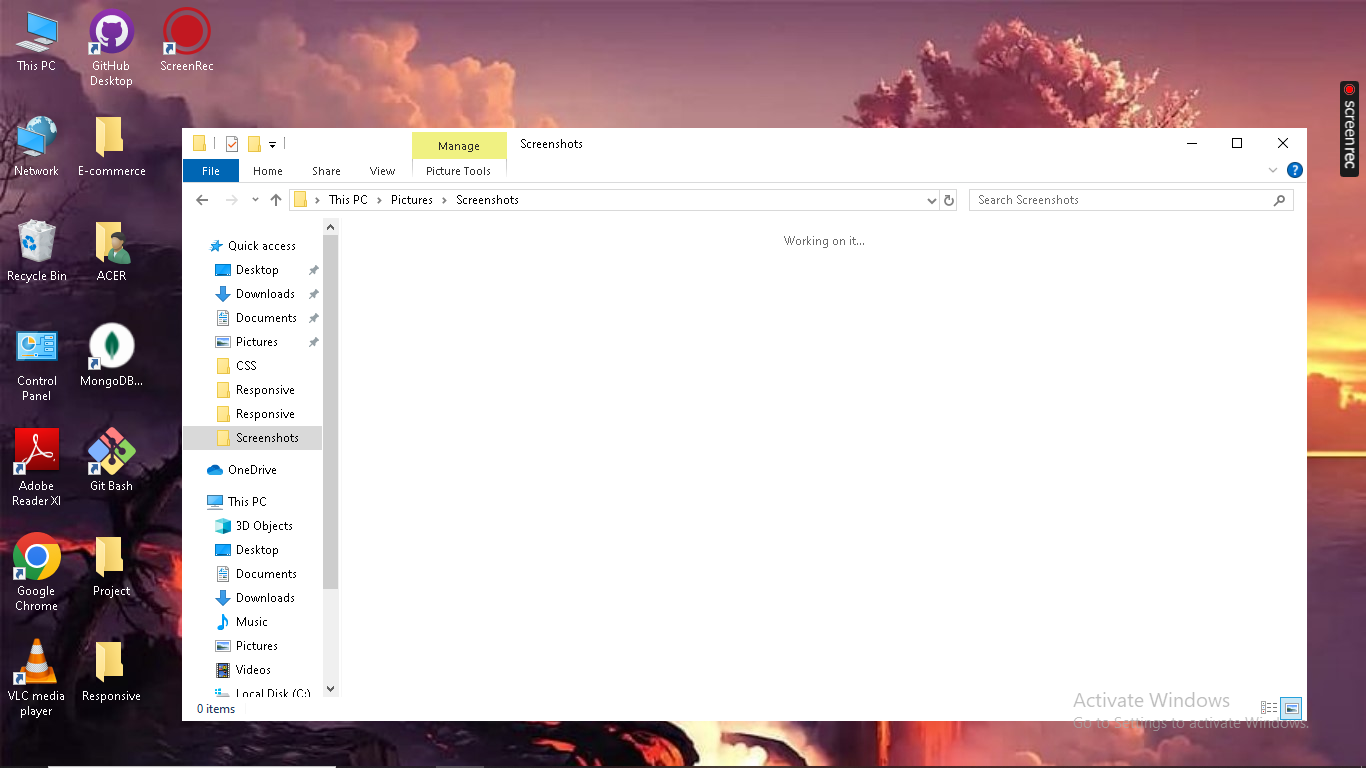 This PC
GitHub
Desktop
ScreenRec
Network
E-commerce
Recycle Bin
ACER
Control
Panel
MongoDB...
Adobe
Reader XI
Git Bash
Google
Chrome
Project
VLC media
player
Responsive
Manage
Screenshots
File
Home
Share
View
Picture Tools
?
This PC
Pictures
Screenshots
Search Screenshots
Quick access
Desktop
Downloads
Documents
Pictures
CSS
Responsive
Responsive
Screenshots
OneDrive
This PC
3D Objects
Desktop
Documents
Downloads
Music
Pictures
Videos
Local Disk (C:)
Working on it...
0 items
Activate Windows
Go to Settings to activate Windows.
screenrec